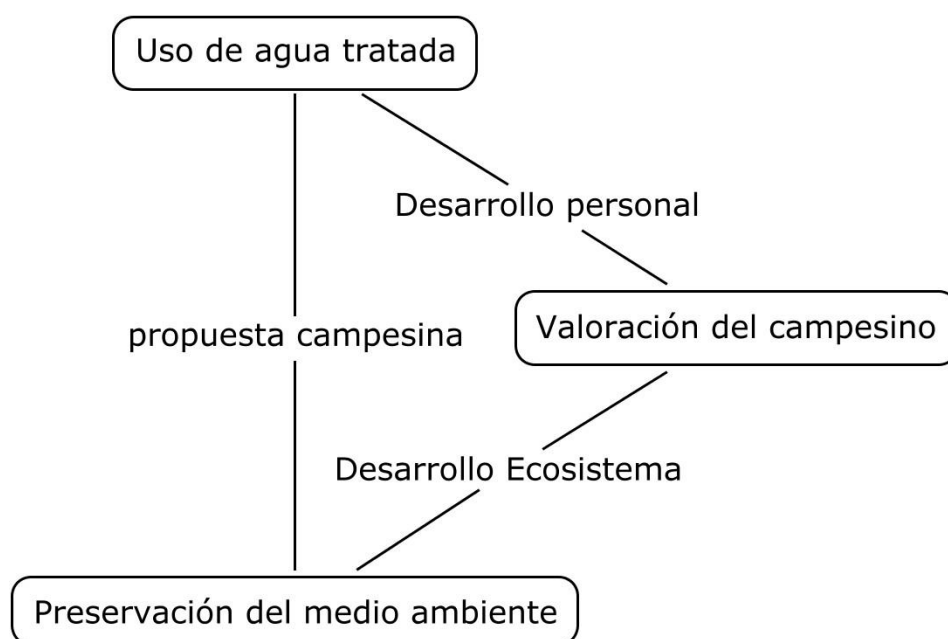 Uso de agua tratada
Desarrollo personal
propuesta campesina
Valoración del campesino
Desarrollo Ecosistema
Preservación del medio ambiente